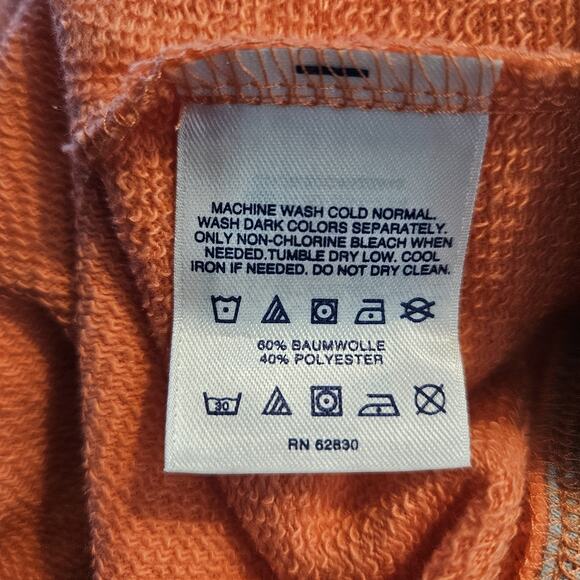 MACHINE WASH COLD NORMAL.
WASH DARK COLORS SEPARATELY.
ONLY NON-CHLORINE BLEACH WHEN
NEEDED.TUMBLE DRY LOW. COOL
IRON IF NEEDED. DO NOT DRY CLEAN.
60% BAUMWOLLE
40% POLYESTER
30
RN 62830